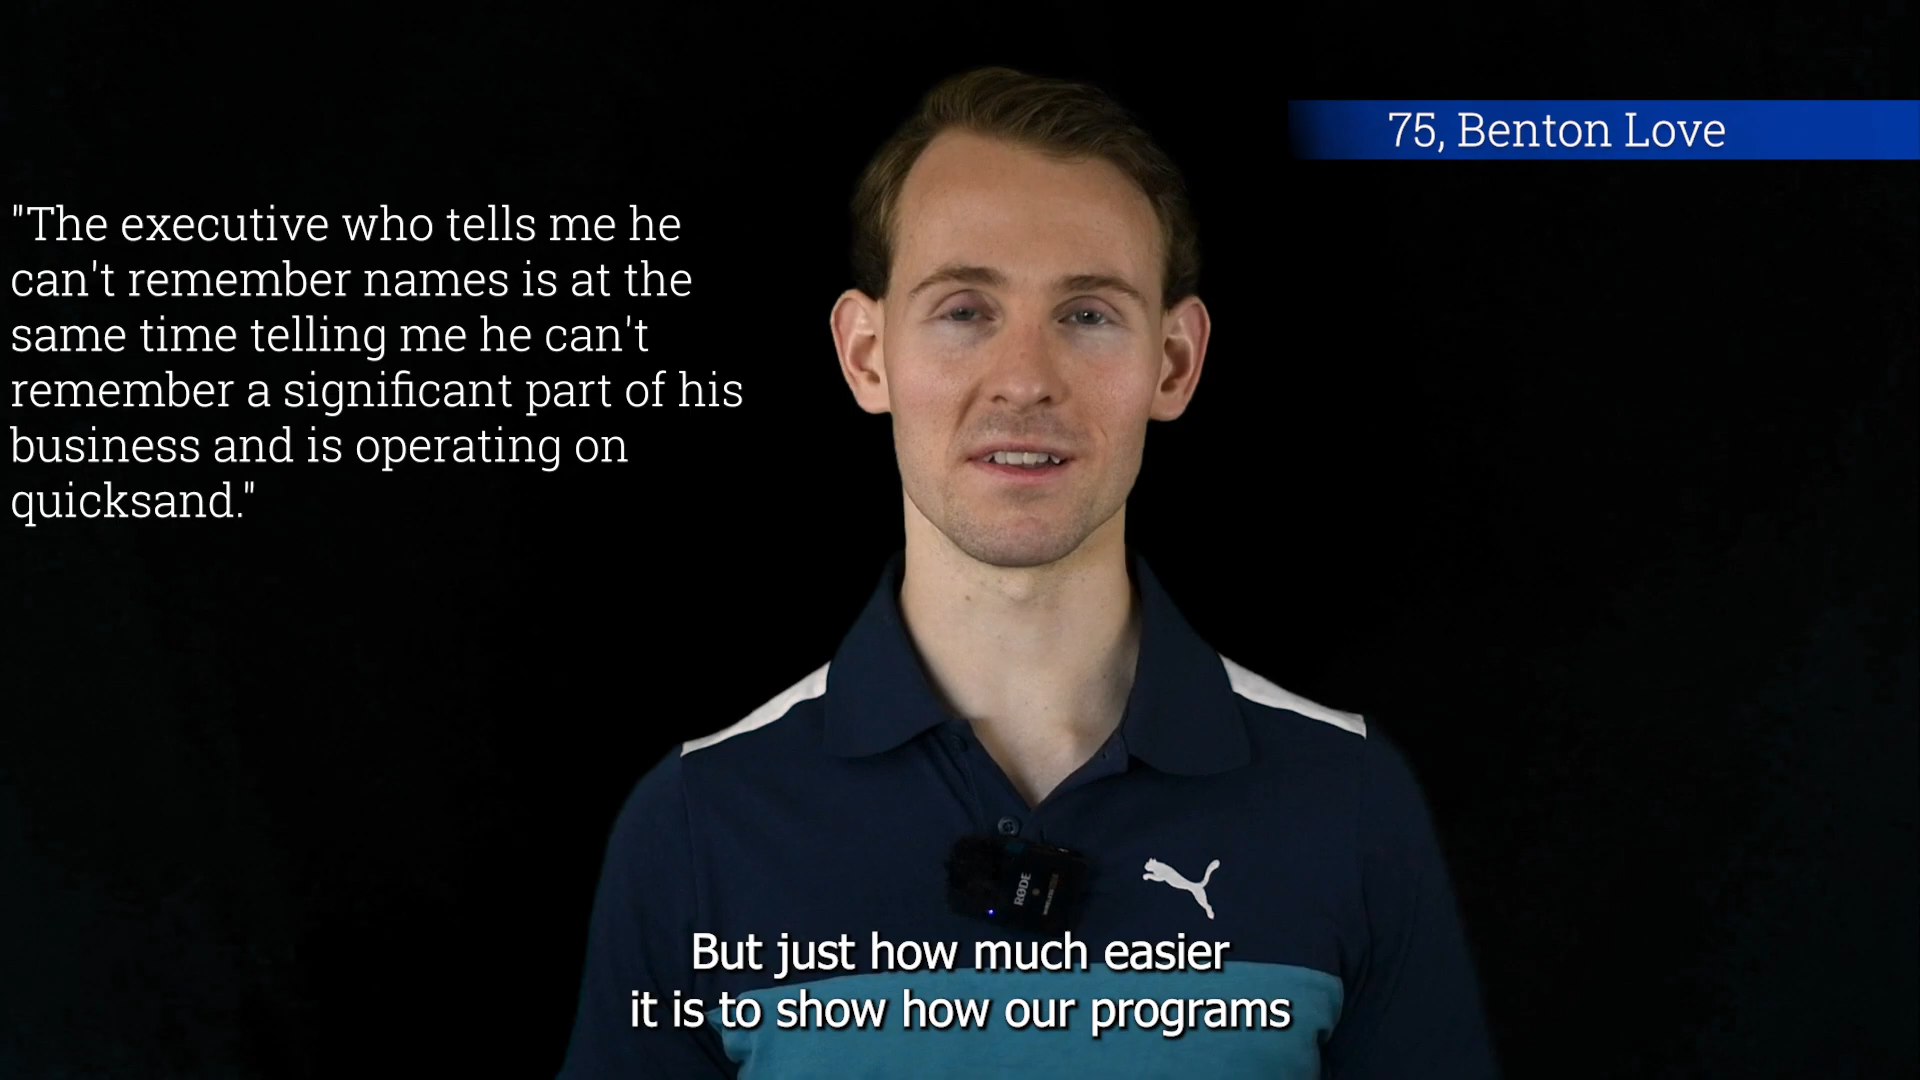 75, Benton Love
"The executive who tells me he
can't remember names is at the
same time telling me he can't
remember a significant part of his
business and is operating on
quicksand."
RØDE
But just how much easier
it is to show how our programs